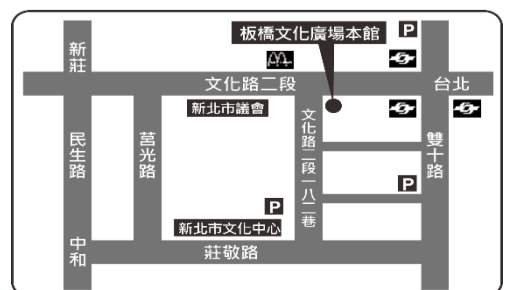 板橋文化廣場本館
P
新莊
文化路二段
台北
新北市議會
民生路
莒光路
文化路二段一八二巷
雙十路
P
P
新北市文化中心
中和
莊敬路